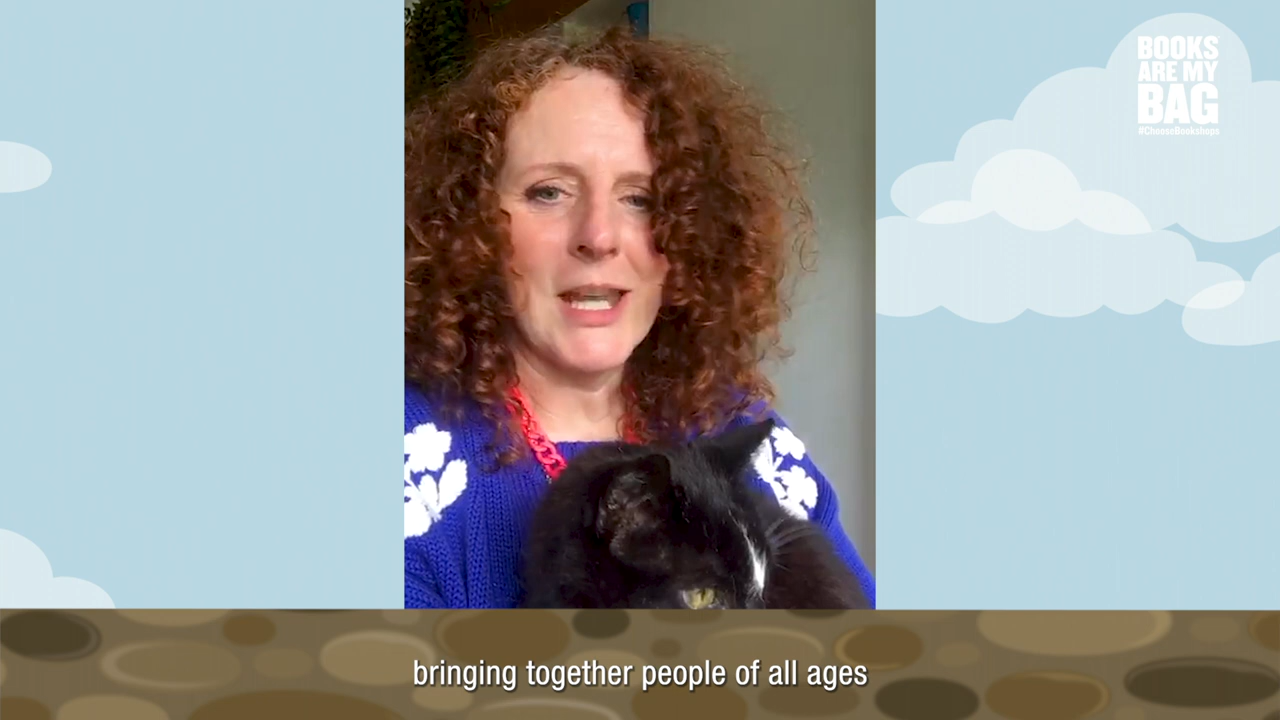 BOOKS
ARE MY
BAG
#ChooseBookshops
bringing together people of all ages